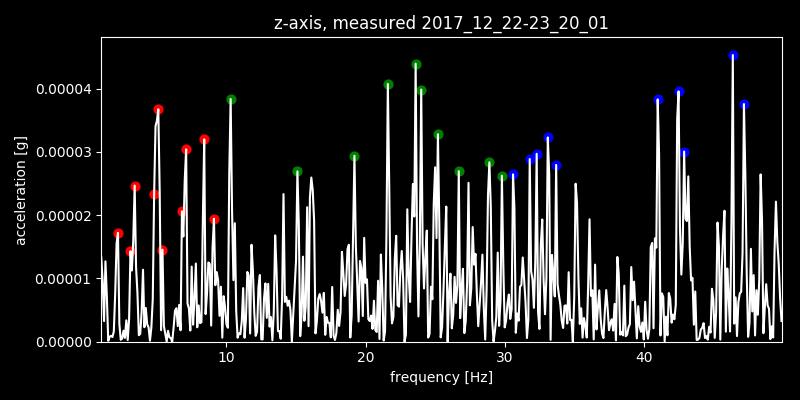 z-axis, measured 2017_12_22-23_20_01
acceleration [g]
0.00004
0.00003
0.00002
0.00001
0.00000
10 20 30 40
frequency [Hz]